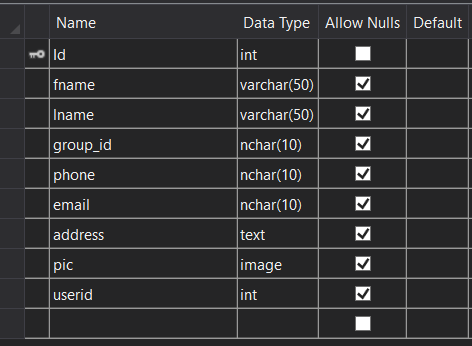 Name Data Type Allow Nulls Default
Id int
fname varchar(50)
lname varchar(50)
group_id nchar(10)
phone nchar(10)
email nchar(10)
address text
pic image
userid int